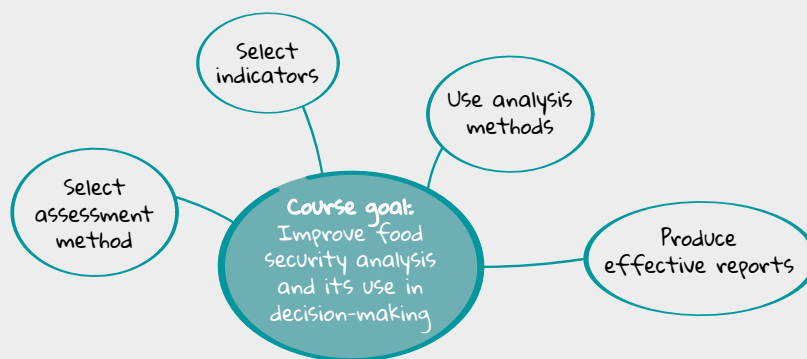 Select
indicators
Use analysis
methods
Select
assessment
method
Course goal:
Improve food
security analysis
and its use in
decision-making
Produce
effective reports